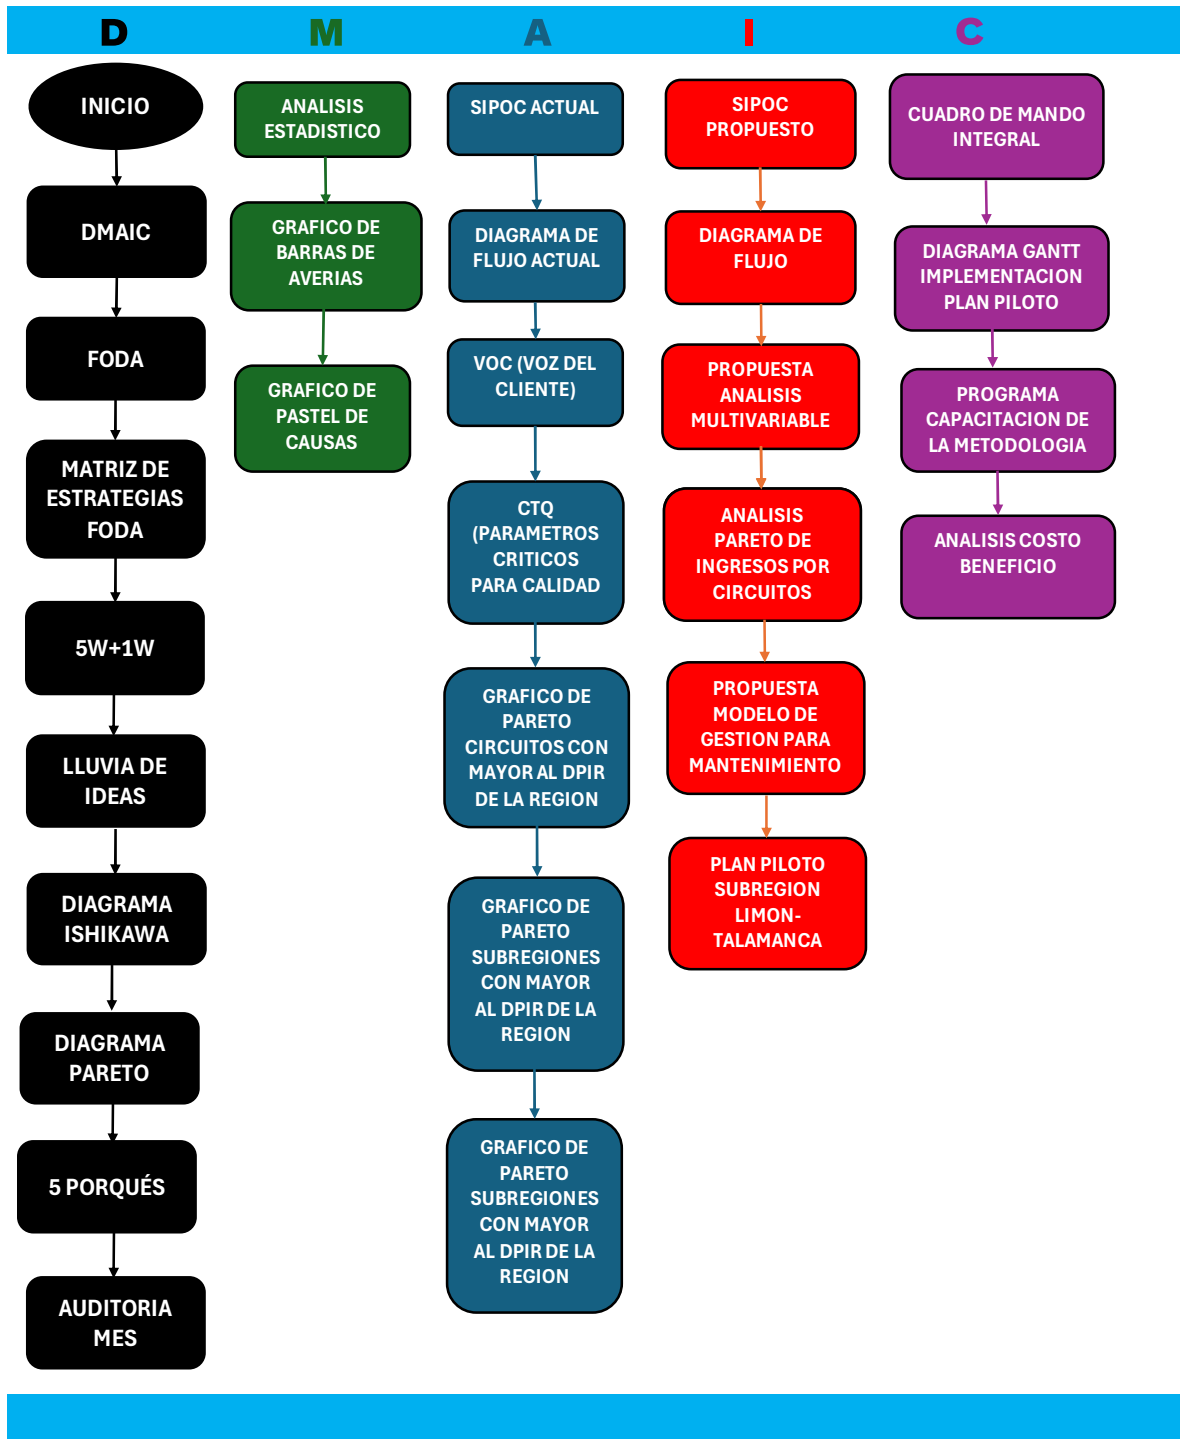 D M A I C
INICIO
DMAIC
FODA
MATRIZ DE
ESTRATEGIAS
FODA
5W+1W
LLUVIA DE
IDEAS
DIAGRAMA
ISHIKAWA
DIAGRAMA
PARETO
5 PORQUÉS
AUDITORIA
MES
ANALISIS
ESTADISTICO
GRAFICO DE
BARRAS DE
AVERIAS
GRAFICO DE
PASTEL DE
CAUSAS
SIPOC ACTUAL
DIAGRAMA DE
FLUJO ACTUAL
VOC (VOZ DEL
CLIENTE)
CTQ
(PARAMETROS
CRITICOS
PARA CALIDAD
GRAFICO DE
PARETO
CIRCUITOS CON
MAYOR AL DPIR
DE LA REGION
GRAFICO DE
PARETO
SUBREGIONES
CON MAYOR
AL DPIR DE LA
REGION
GRAFICO DE
PARETO
SUBREGIONES
CON MAYOR
AL DPIR DE LA
REGION
SIPOC
PROPUESTO
DIAGRAMA DE
FLUJO
PROPUESTA
ANALISIS
MULTIVARIABLE
ANALISIS
PARETO DE
INGRESOS POR
CIRCUITOS
PROPUESTA
MODELO DE
GESTION PARA
MANTENIMIENTO
PLAN PILOTO
SUBREGION
LIMON-
TALAMANCA
CUADRO DE MANDO
INTEGRAL
DIAGRAMA GANTT
IMPLEMENTACION
PLAN PILOTO
PROGRAMA
CAPACITACION DE
LA METODOLOGIA
ANALISIS COSTO
BENEFICIO